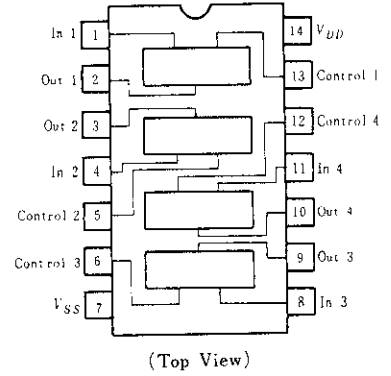 In 1 1
Out 1 2
Out 2 3
In 2 4
Control 2 5
Control 3 6
VSS 7
14 VDD
13 Control 1
12 Control 4
11 In 4
10 Out 4
9 Out 3
8 In 3
(Top View)